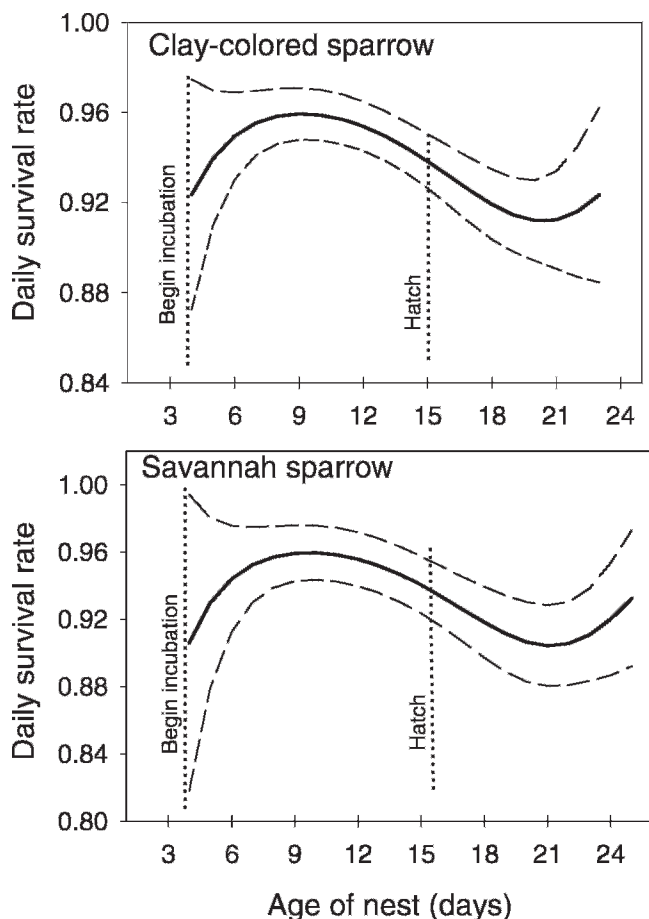 Clay-colored sparrow
1.00
0.96
0.92
0.88
0.84
Daily survival rate
Begin incubation
Hatch
3 6 9 12 15 18 21 24
Savannah sparrow
1.00
0.96
0.92
0.88
0.84
0.80
Daily survival rate
Begin incubation
Hatch
3 6 9 12 15 18 21 24
Age of nest (days)